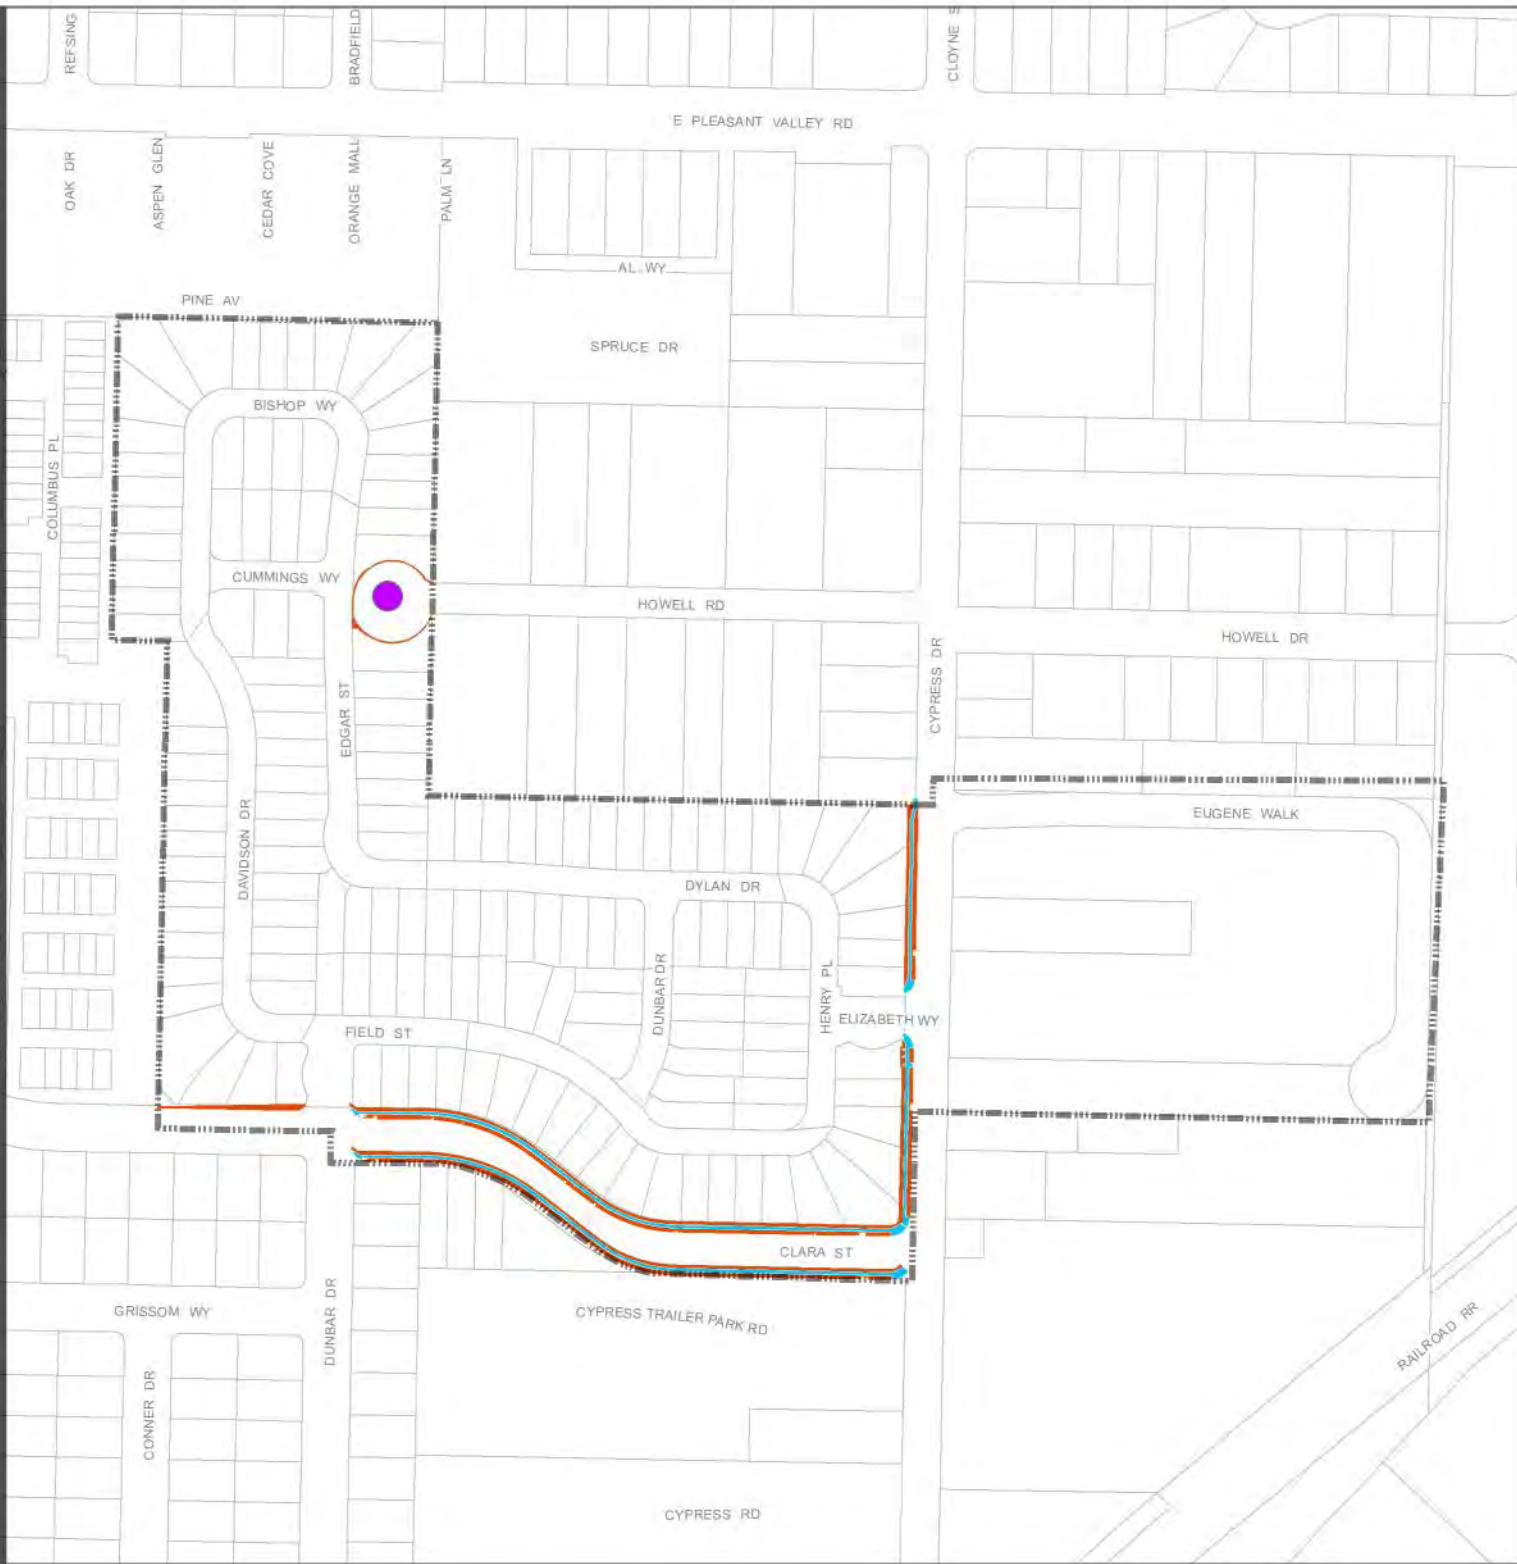 REFSING
BRADFIELD
CLOYNE S
E PLEASANT VALLEY RD
OAK DR
ASPEN GLEN
CEDAR COVE
ORANGE MALL
PALM LN
AL WY
PINE AV
SPRUCE DR
BISHOP WY
COLUMBUS PL
CUMMINGS WY
HOWELL RD
HOWELL DR
CYPRESS DR
EDGAR ST
EUGENE WALK
DAVIDSON DR
DYLAN DR
DUNBAR DR
HENRY PL
ELIZABETH WY
FIELD ST
CLARA ST
GRISSOM WY
DUNBAR DR
CYPRESS TRAILER PARK RD
RAILROAD RR
CONNER DR
CYPRESS RD